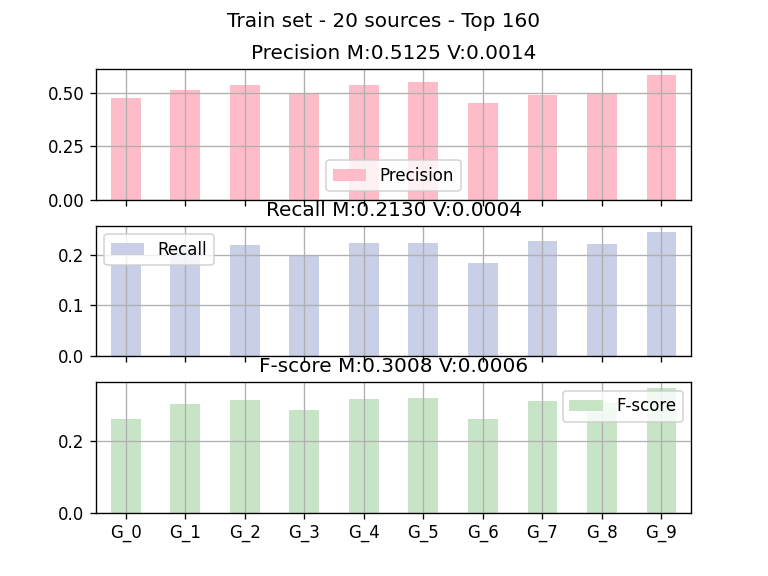 Train set - 20 sources - Top 160
Precision M:0.5125 V:0.0014
0.50
0.25
0.00
Precision
Recall M:0.2130 V:0.0004
0.2
0.1
0.0
Recall
F-score M:0.3008 V:0.0006
0.2
0.0
F-score
G_0 G_1 G_2 G_3 G_4 G_5 G_6 G_7 G_8 G_9